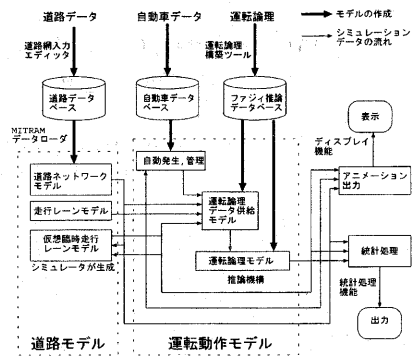 道路データ
自動車データ
運転論理
モデルの作成
シミュレーション
データの流れ
道路網入力
エディッタ
運転論理
構築ツール
道路データ
ベース
自動車データ
ベース
ファジィ推論
データベース
表示
MITRAM
データローダ
ディスプレイ
機能
自動発生,管理
道路ネットワーク
モデル
アニメーション
出力
走行レーンモデル
運転論理
データ供給
モデル
仮想臨時走行
レーンモデル
シミュレータが生成
運転論理モデル
推論機構
統計処理
統計処理
機能
道路モデル
運転動作モデル
出力